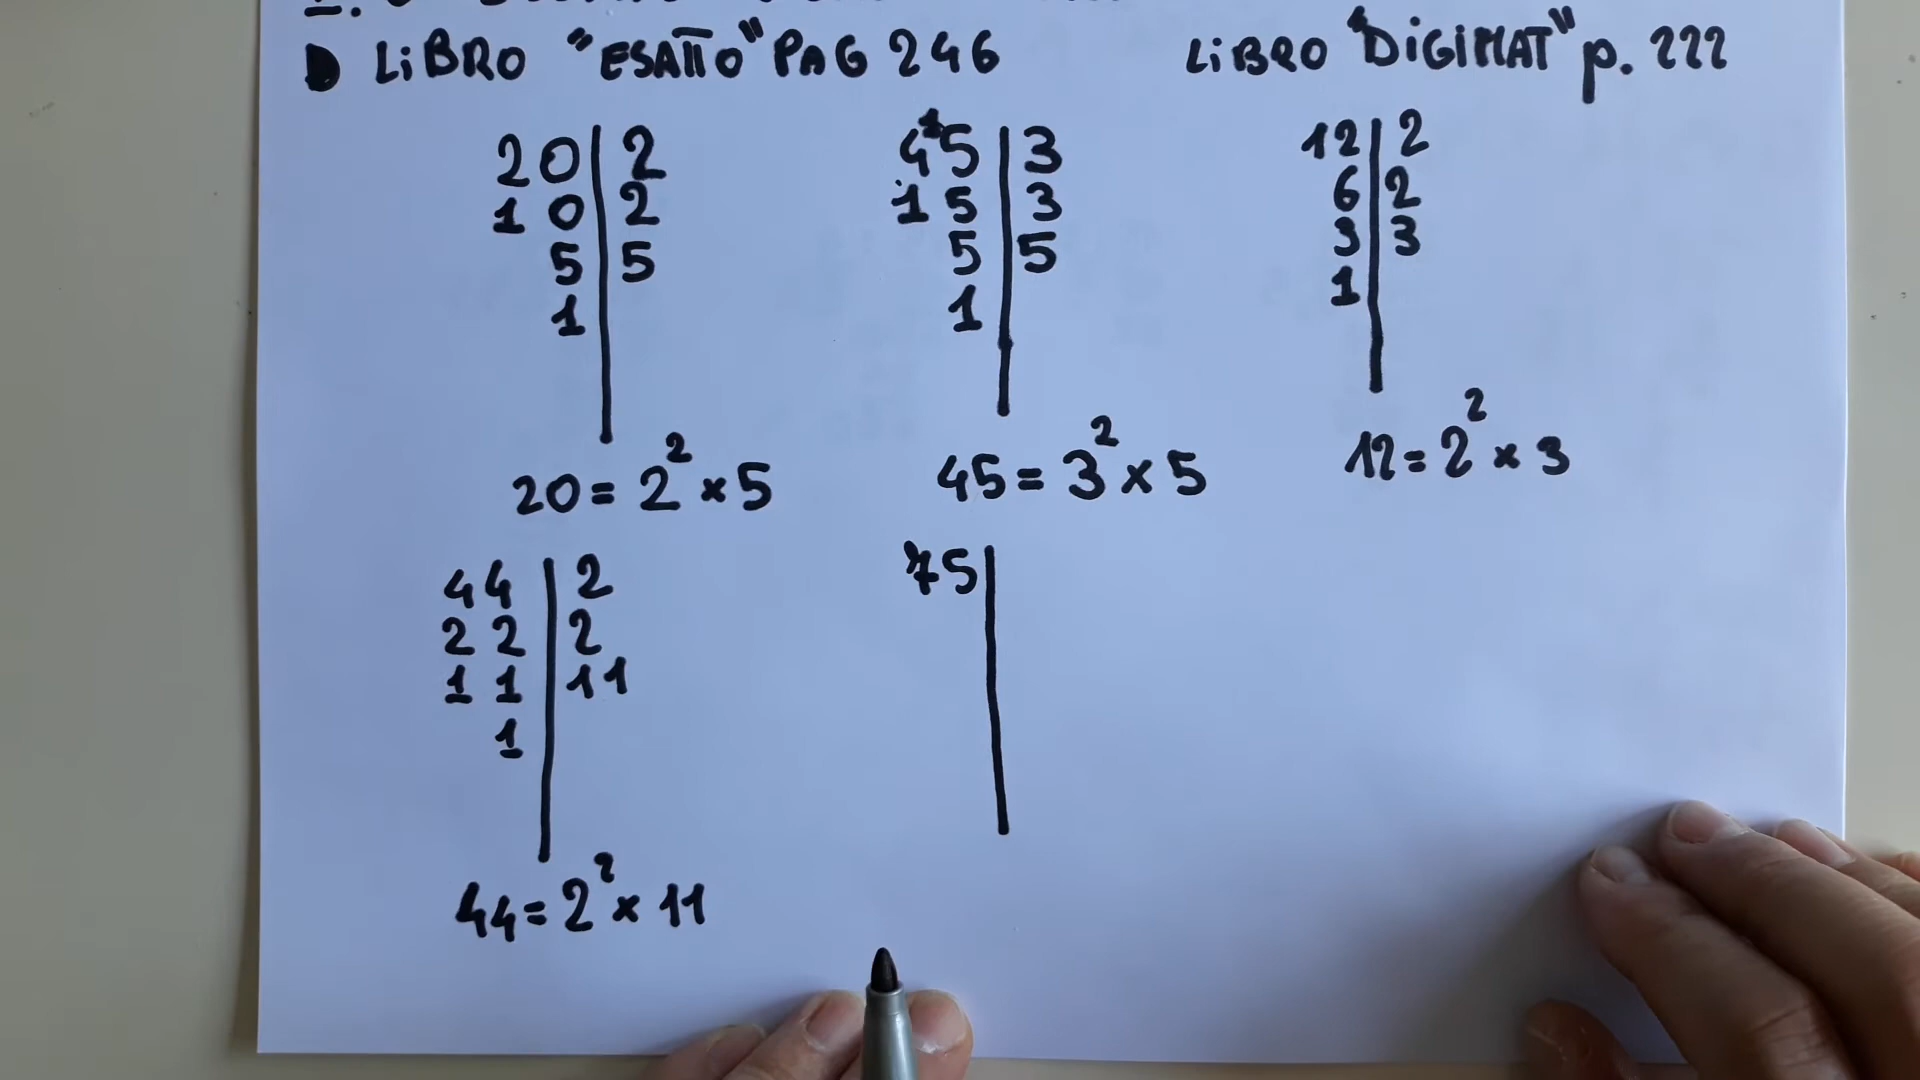 LiBRO "ESATTO" PAG 246
LiBRO "DiGiMAT" p. 222
20 | 2
10 | 2
5 | 5
1
20 = 2² × 5
45 | 3
15 | 3
5 | 5
1
45 = 3² × 5
12 | 2
6 | 2
3 | 3
1
12 = 2² × 3
44 | 2
22 | 2
11 | 11
1
44 = 2² × 11
75 |